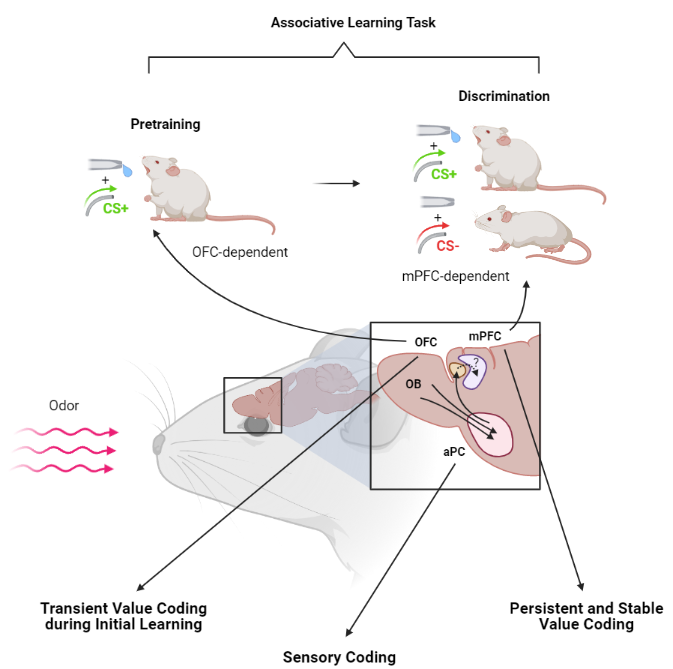 Associative Learning Task
Discrimination
Pretraining
+
CS+
+
CS+
+
CS-
OFC-dependent
mPFC-dependent
OFC
mPFC
?
OB
aPC
Odor
Transient Value Coding
during Initial Learning
Persistent and Stable
Value Coding
Sensory Coding